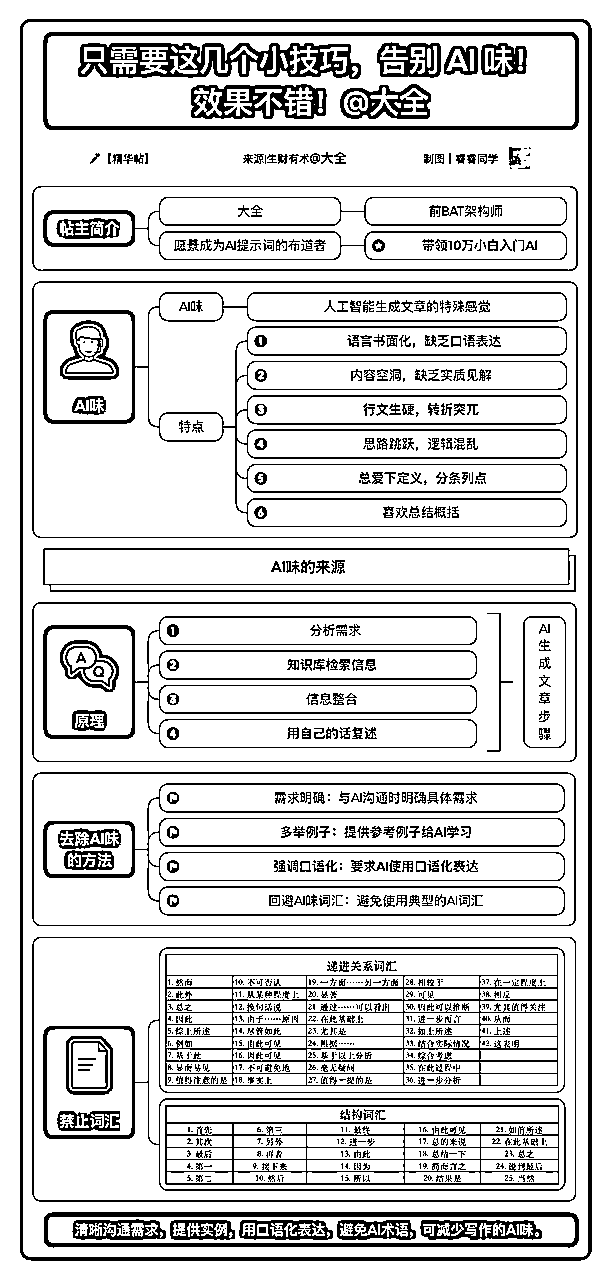 只需要这几个小技巧，告别 AI 味！
效果不错！@大全
【精华帖】
来源|生财有术@大全
制图｜睿睿同学
帖主简介
大全
前BAT架构师
愿景成为AI提示词的布道者
带领10万小白入门AI
AI味
AI味
人工智能生成文章的特殊感觉
特点
1 语言书面化，缺乏口语表达
2 内容空洞，缺乏实质见解
3 行文生硬，转折突兀
4 思路跳跃，逻辑混乱
5 总爱下定义，分条列点
6 喜欢总结概括
AI味的来源
原理
A
Q
1 分析需求
2 知识库检索信息
3 信息整合
4 用自己的话复述
AI生成文章步骤
去除AI味
的方法
需求明确：与AI沟通时明确具体需求
多举例子：提供参考例子给AI学习
强调口语化：要求AI使用口语化表达
回避AI味词汇：避免使用典型的AI词汇
禁止词汇
递进关系词汇
1. 然而 10. 不可否认 19. 一方面……另一方面 28. 相较于 37. 在一定程度上
2. 此外 11. 从某种程度上 20. 显著 29. 可见 38. 相反
3. 总之 12. 换句话说 21. 通过……可以看出 30. 因此可以推断 39. 尤其值得关注
4. 因此 13. 由于……原因 22. 在此基础上 31. 进一步而言 40. 从而
5. 综上所述 14. 尽管如此 23. 尤其是 32. 如上所述 41. 上述
6. 例如 15. 由此可见 24. 根据…… 33. 结合实际情况 42. 这表明
7. 基于此 16. 因此可见 25. 基于以上分析 34. 综合考虑
8. 显而易见 17. 不可避免地 26. 毫无疑问 35. 在此过程中
9. 值得注意的是 18. 事实上 27. 值得一提的是 36. 进一步分析
结构词汇
1. 首先 6. 第三 11. 最终 16. 由此可见 21. 如前所述
2. 其次 7. 另外 12. 进一步 17. 总的来说 22. 在此基础上
3. 最后 8. 再者 13. 由此 18. 总结一下 23. 总之
4. 第一 9. 接下来 14. 因为 19. 简而言之 24. 说到最后
5. 第二 10. 然后 15. 所以 20. 结果是 25. 当然
清晰沟通需求，提供实例，用口语化表达，避免AI术语，可减少写作的AI味。